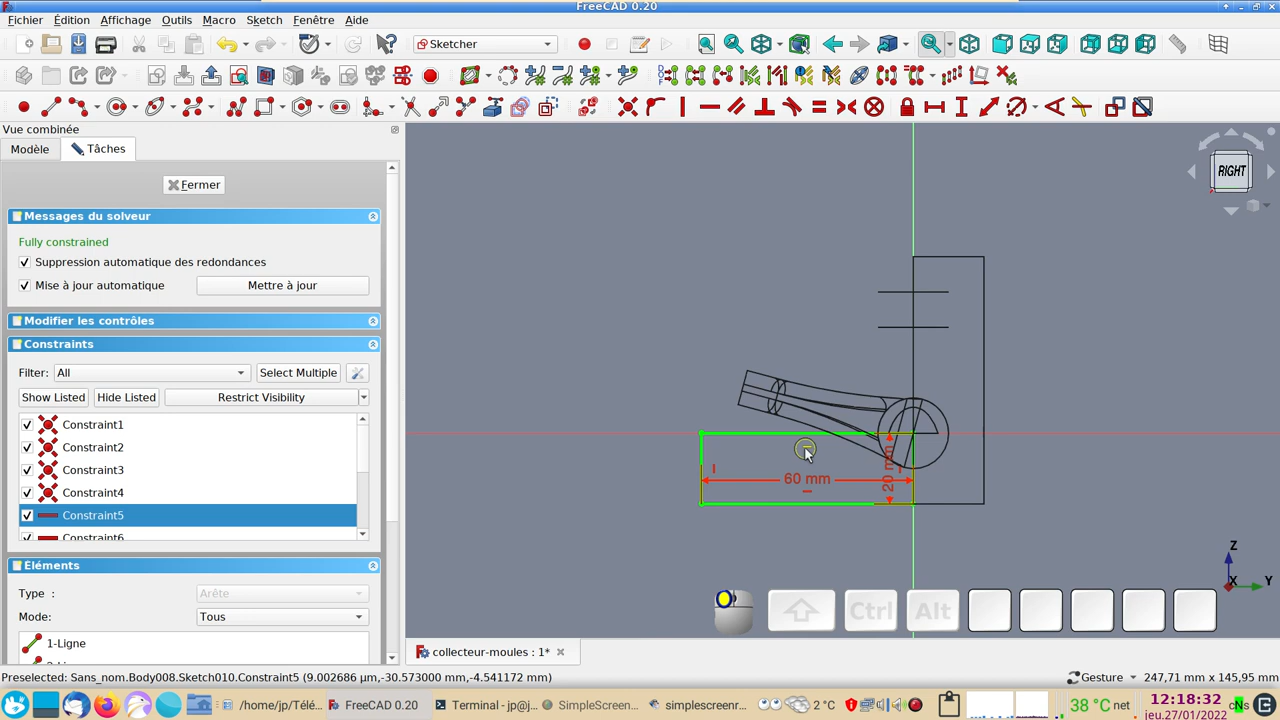 FreeCAD 0.20
Fichier Édition Affichage Outils Macro Sketch Fenêtre Aide
Sketcher
Vue combinée
Modèle Tâches
Fermer
Messages du solveur
Fully constrained
Suppression automatique des redondances
Mise à jour automatique Mettre à jour
Modifier les contrôles
Constraints
Filter: All Select Multiple
Show Listed Hide Listed Restrict Visibility
Constraint1
Constraint2
Constraint3
Constraint4
Constraint5
Constraint6
Éléments
Type : Arête
Mode: Tous
1-Ligne
RIGHT
60 mm
20 mm
Z
X Y
Ctrl Alt
collecteur-moules : 1*
Preselected: Sans_nom.Body008.Sketch010.Constraint5 (9.002686 µm,-30.573000 mm,-4.541172 mm)
Gesture 247,71 mm x 145,95 mm
/home/jp/Télé FreeCAD 0.20 Terminal - jp@j... SimpleScreen... simplescreenr... 2 °C 38 °C net 12:18:32
jeu.27/01/2022